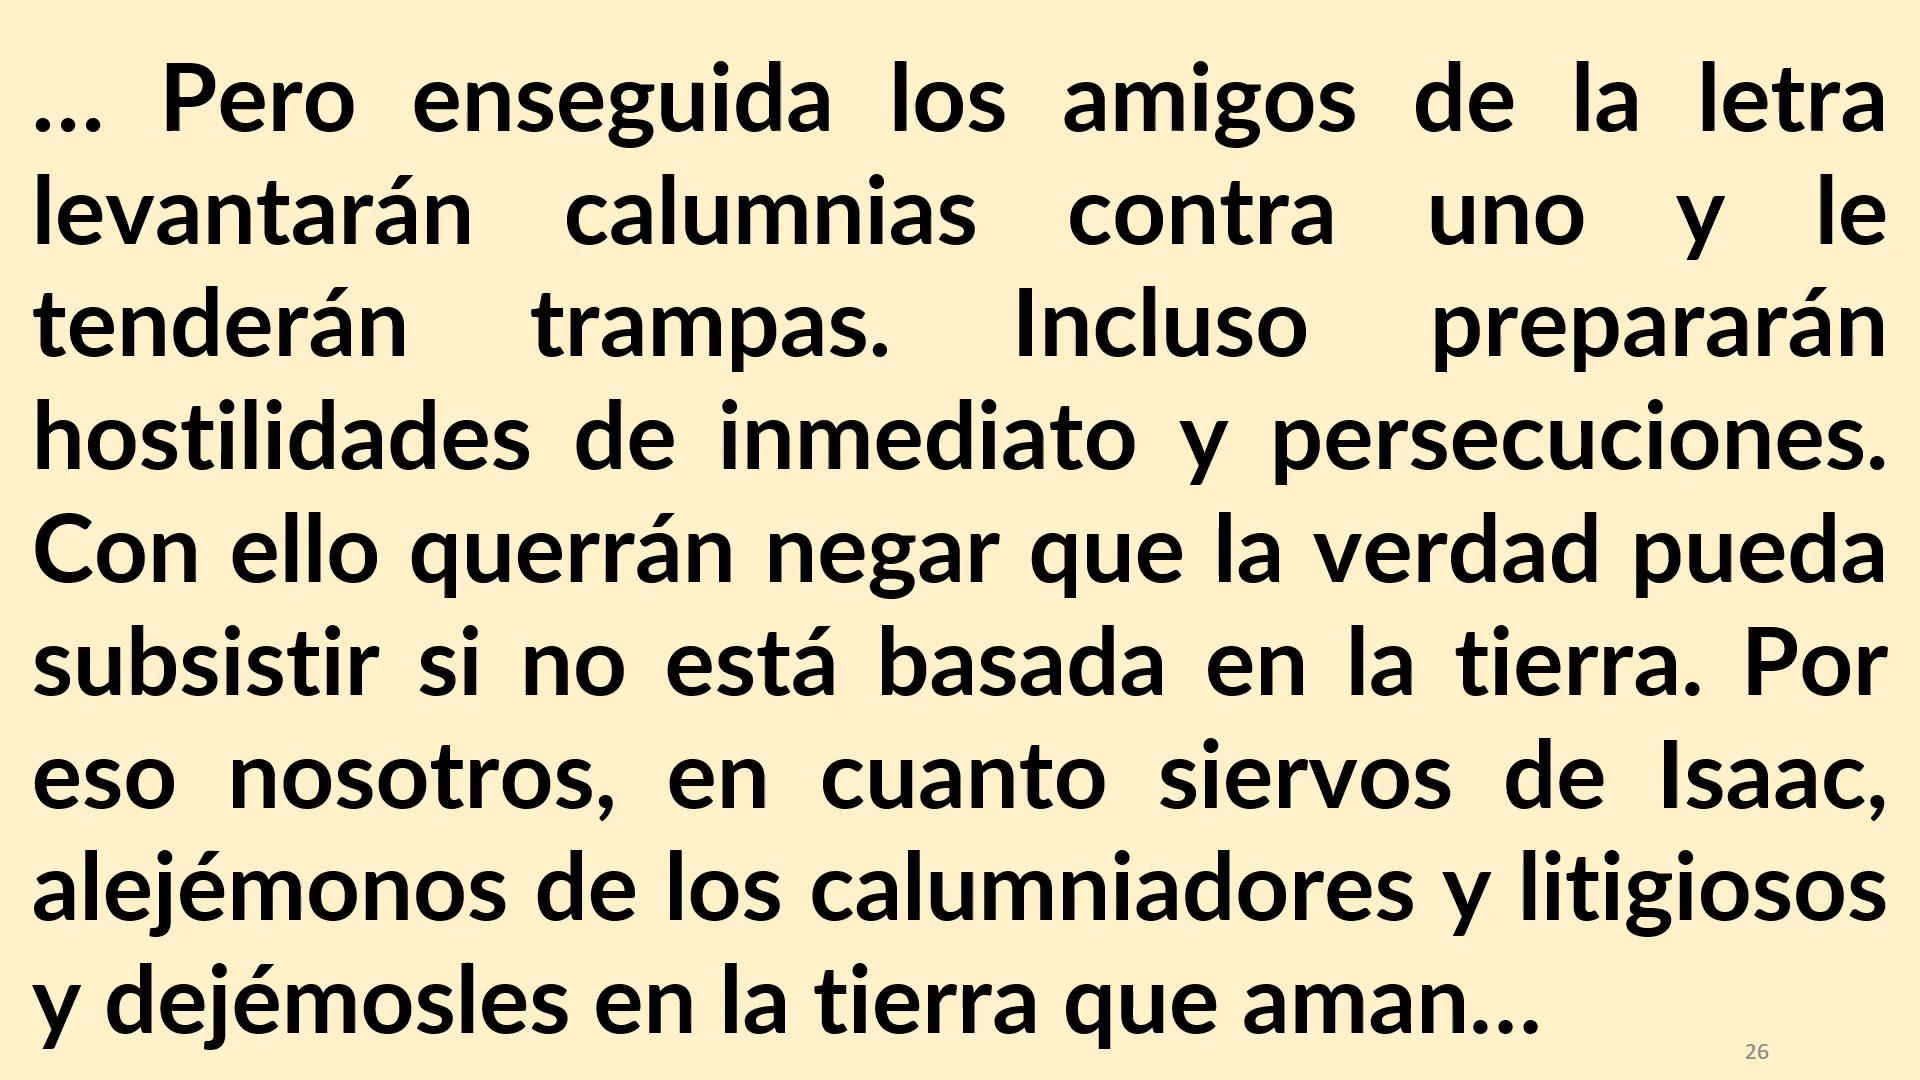 ... Pero enseguida los amigos de la letra
levantarán calumnias contra uno y le
tenderán trampas. Incluso prepararán
hostilidades de inmediato y persecuciones.
Con ello querrán negar que la verdad pueda
subsistir si no está basada en la tierra. Por
eso nosotros, en cuanto siervos de Isaac,
alejémonos de los calumniadores y litigiosos
y dejémosles en la tierra que aman...
26